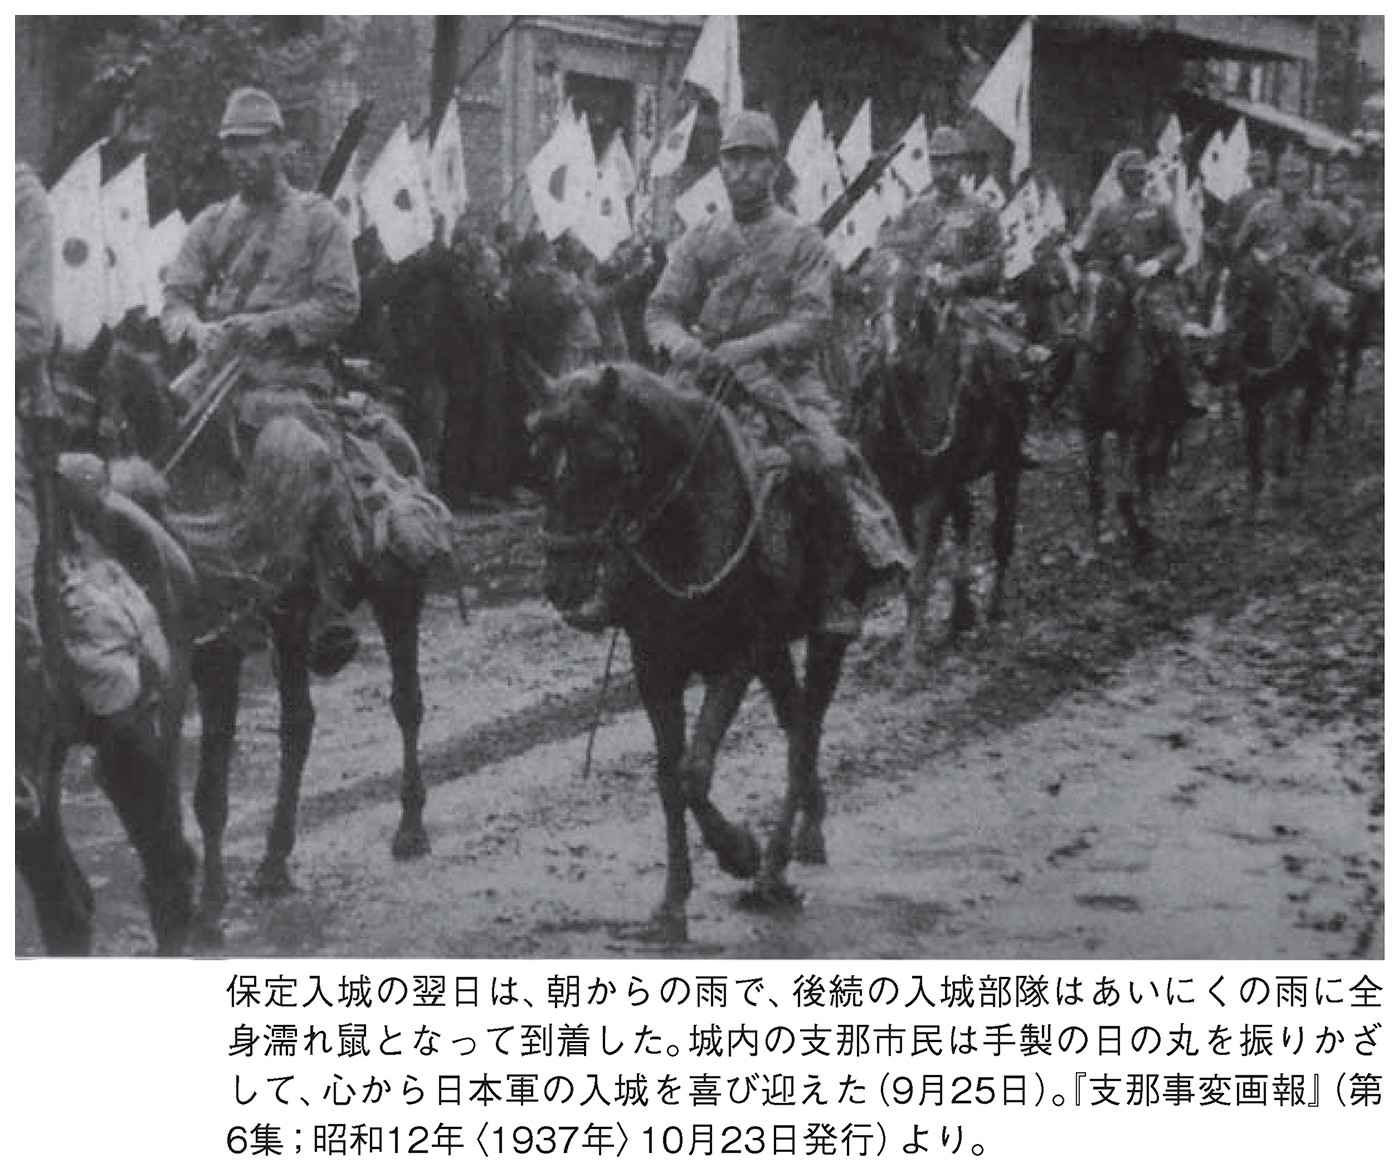 保定入城の翌日は、朝からの雨で、後続の入城部隊はあいにくの雨に全
身濡れ鼠となって到着した。城内の支那市民は手製の日の丸を振りかざ
して、心から日本軍の入城を喜び迎えた（9月25日）。『支那事変画報』（第
6集；昭和12年〈1937年〉10月23日発行）より。